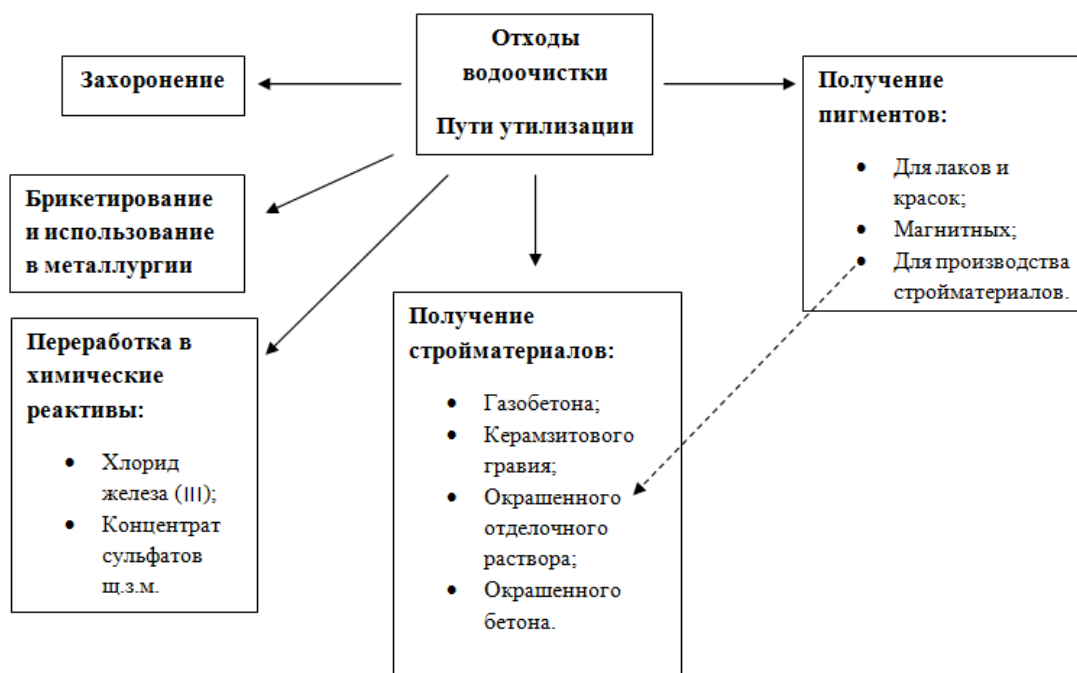 Отходы
водоочистки
Пути утилизации
Захоронение
Получение
пигментов:
• Для лаков и
красок;
• Магнитных;
• Для производства
стройматериалов.
Брикетирование
и использование
в металлургии
Получение
стройматериалов:
• Газобетона;
• Керамзитового
гравия;
• Окрашенного
отделочного
раствора;
• Окрашенного
бетона.
Переработка в
химические
реактивы:
• Хлорид
железа (III);
• Концентрат
сульфатов
щ.з.м.